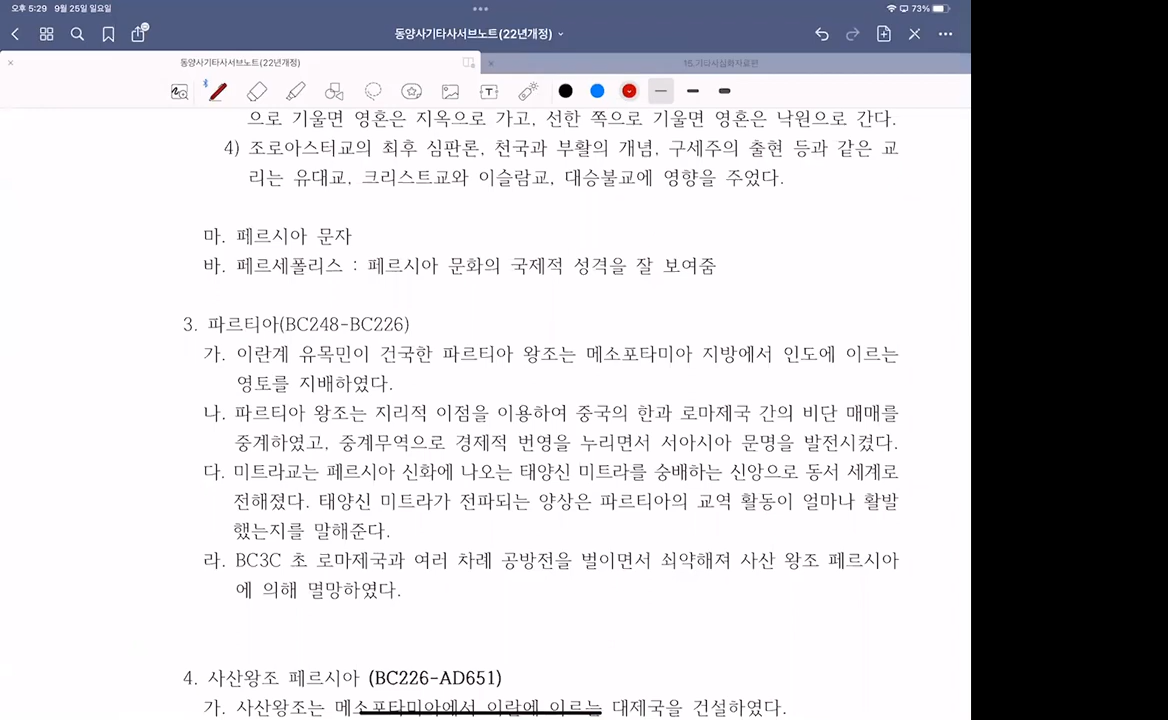 오후 5:29 9월 25일 일요일
73%
동양사기타사서브노트(22년개정)
동양사기타사서브노트(22년개정)
15.기타사심화자료편
으로 기울면 영혼은 지옥으로 가고, 선한 쪽으로 기울면 영혼은 낙원으로 간다.
4) 조로아스터교의 최후 심판론, 천국과 부활의 개념, 구세주의 출현 등과 같은 교
리는 유대교, 크리스트교와 이슬람교, 대승불교에 영향을 주었다.
마. 페르시아 문자
바. 페르세폴리스 : 페르시아 문화의 국제적 성격을 잘 보여줌
3. 파르티아(BC248-BC226)
가. 이란계 유목민이 건국한 파르티아 왕조는 메소포타미아 지방에서 인도에 이르는
영토를 지배하였다.
나. 파르티아 왕조는 지리적 이점을 이용하여 중국의 한과 로마제국 간의 비단 매매를
중계하였고, 중계무역으로 경제적 번영을 누리면서 서아시아 문명을 발전시켰다.
다. 미트라교는 페르시아 신화에 나오는 태양신 미트라를 숭배하는 신앙으로 동서 세계로
전해졌다. 태양신 미트라가 전파되는 양상은 파르티아의 교역 활동이 얼마나 활발
했는지를 말해준다.
라. BC3C 초 로마제국과 여러 차례 공방전을 벌이면서 쇠약해져 사산 왕조 페르시아
에 의해 멸망하였다.
4. 사산왕조 페르시아 (BC226-AD651)
가. 사산왕조는 메소포타미아에서 이란에 이르는 대제국을 건설하였다.